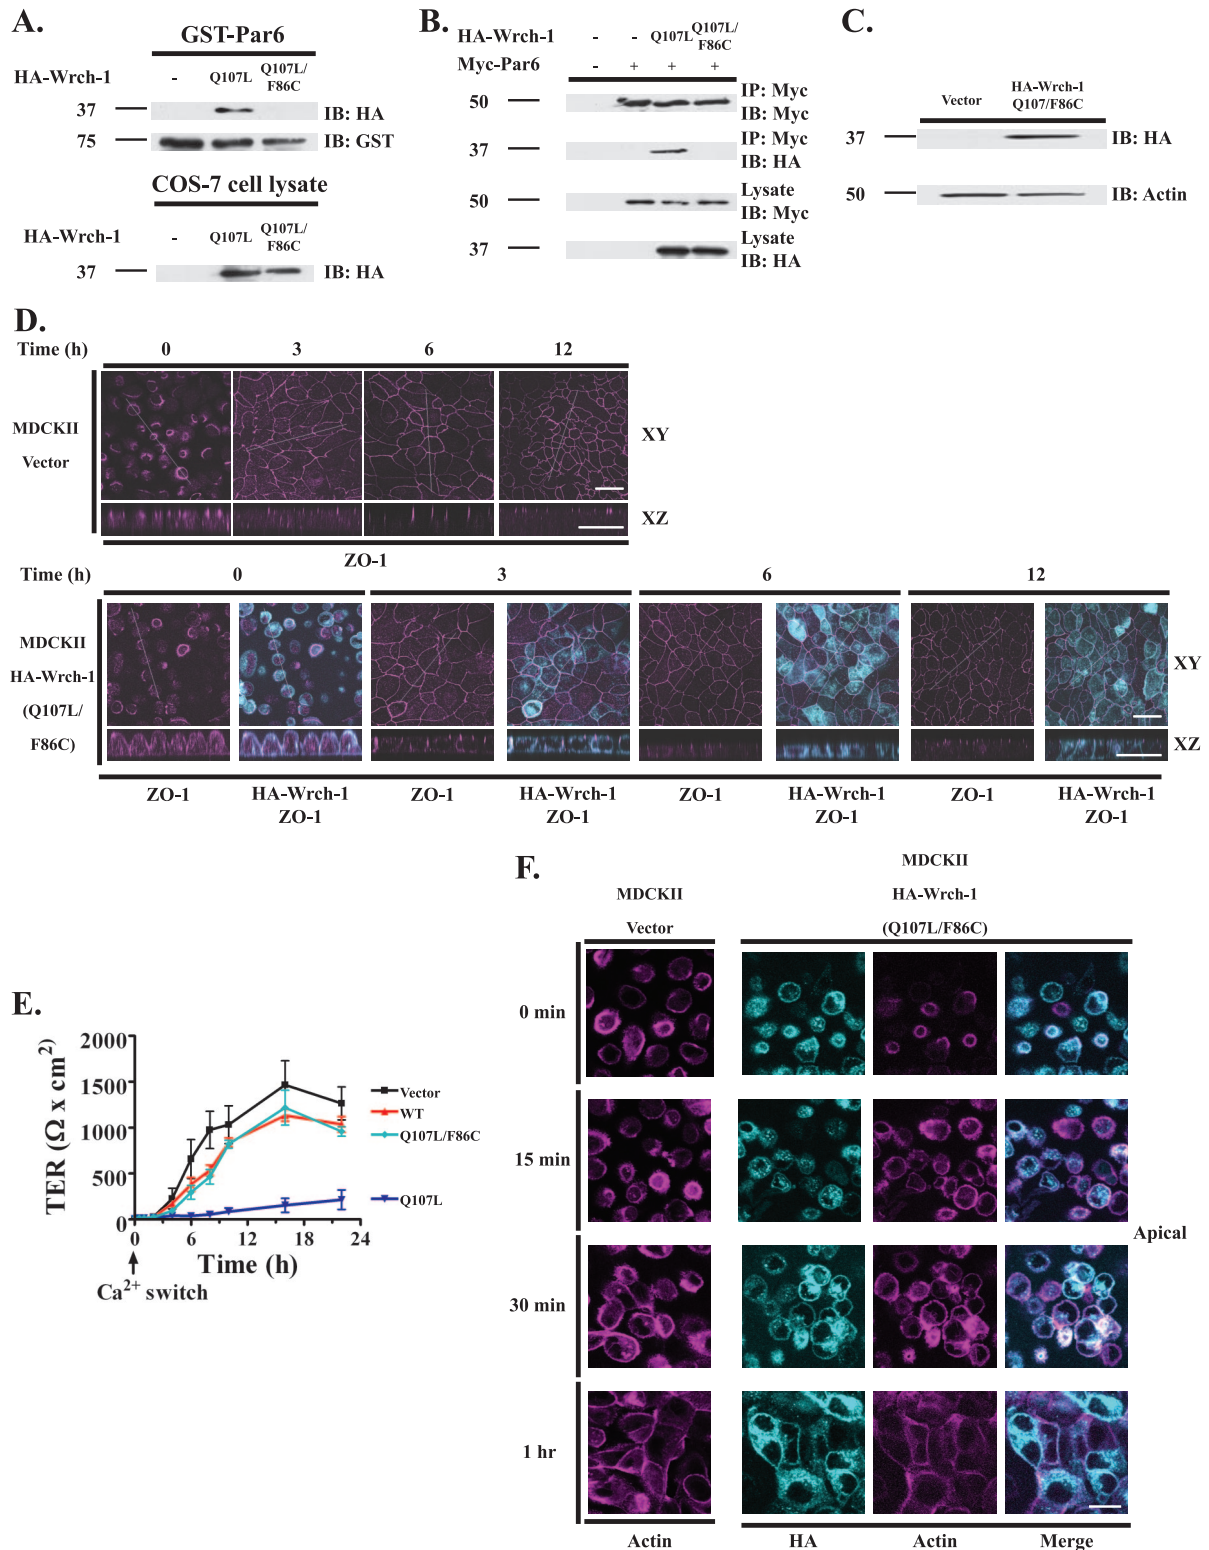 A.
GST-Par6
HA-Wrch-1 - Q107L Q107L/
F86C
37 IB: HA
75 IB: GST
COS-7 cell lysate
HA-Wrch-1 - Q107L Q107L/
F86C
37 IB: HA
B.
HA-Wrch-1 - - Q107L Q107L/
F86C
Myc-Par6 - + + +
50 IP: Myc
IB: Myc
37 IP: Myc
IB: HA
50 Lysate
IB: Myc
37 Lysate
IB: HA
C.
Vector HA-Wrch-1
Q107/F86C
37 IB: HA
50 IB: Actin
D.
Time (h) 0 3 6 12
MDCKII
Vector
XY
XZ
ZO-1
Time (h) 0 3 6 12
MDCKII
HA-Wrch-1
(Q107L/
F86C)
XY
XZ
ZO-1 HA-Wrch-1 ZO-1 HA-Wrch-1 ZO-1 HA-Wrch-1 ZO-1 HA-Wrch-1
ZO-1 ZO-1 ZO-1 ZO-1
E.
TER (Ω x cm²)
2000
1500
1000
500
0
0 6 12 18 24
Time (h)
Ca²⁺ switch
Vector
WT
Q107L/F86C
Q107L
F.
MDCKII
Vector
MDCKII
HA-Wrch-1
(Q107L/F86C)
0 min
15 min
30 min
1 hr
Apical
Actin HA Actin Merge